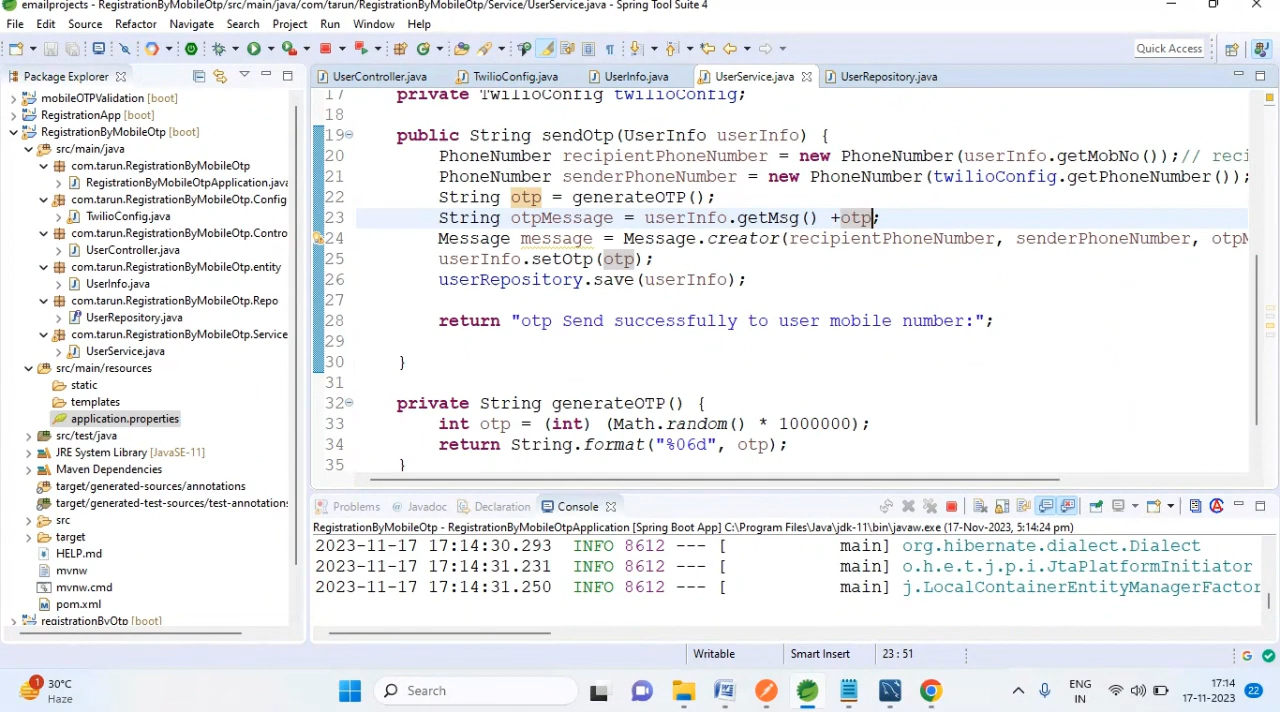 emailprojects - RegistrationByMobileOtp/src/main/java/com/tarun/RegistrationByMobileOtp/Service/UserService.java - Spring Tool Suite 4
File Edit Source Refactor Navigate Search Project Run Window Help
Quick Access
Package Explorer
UserController.java TwilioConfig.java UserInfo.java UserService.java UserRepository.java
mobileOTPValidation [boot]
RegistrationApp [boot]
RegistrationByMobileOtp [boot]
src/main/java
com.tarun.RegistrationByMobileOtp
RegistrationByMobileOtpApplication.java
com.tarun.RegistrationByMobileOtp.Config
TwilioConfig.java
com.tarun.RegistrationByMobileOtp.Contro
UserController.java
com.tarun.RegistrationByMobileOtp.entity
UserInfo.java
com.tarun.RegistrationByMobileOtp.Repo
UserRepository.java
com.tarun.RegistrationByMobileOtp.Service
UserService.java
src/main/resources
static
templates
application.properties
src/test/java
JRE System Library [JavaSE-11]
Maven Dependencies
target/generated-sources/annotations
target/generated-test-sources/test-annotations
src
target
HELP.md
mvnw
mvnw.cmd
pom.xml
registrationByOtp [boot]
17 private TwilioConfig twilioConfig;
18
19 public String sendOtp(UserInfo userInfo) {
20 PhoneNumber recipientPhoneNumber = new PhoneNumber(userInfo.getMobNo());// reci
21 PhoneNumber senderPhoneNumber = new PhoneNumber(twilioConfig.getPhoneNumber());
22 String otp = generateOTP();
23 String otpMessage = userInfo.getMsg() +otp;
24 Message message = Message.creator(recipientPhoneNumber, senderPhoneNumber, otpM
25 userInfo.setOtp(otp);
26 userRepository.save(userInfo);
27
28 return "otp Send successfully to user mobile number:";
29
30 }
31
32 private String generateOTP() {
33 int otp = (int) (Math.random() * 1000000);
34 return String.format("%06d", otp);
35 }
Problems Javadoc Declaration Console
RegistrationByMobileOtp - RegistrationByMobileOtpApplication [Spring Boot App] C:\Program Files\Java\jdk-11\bin\javaw.exe (17-Nov-2023, 5:14:24 pm)
2023-11-17 17:14:30.293 INFO 8612 --- [ main] org.hibernate.dialect.Dialect
2023-11-17 17:14:31.231 INFO 8612 --- [ main] o.h.e.t.j.p.i.JtaPlatformInitiator
2023-11-17 17:14:31.250 INFO 8612 --- [ main] j.LocalContainerEntityManagerFactor
Writable Smart Insert 23 : 51
30°C
Haze
Search
ENG
IN
17:14
17-11-2023
22